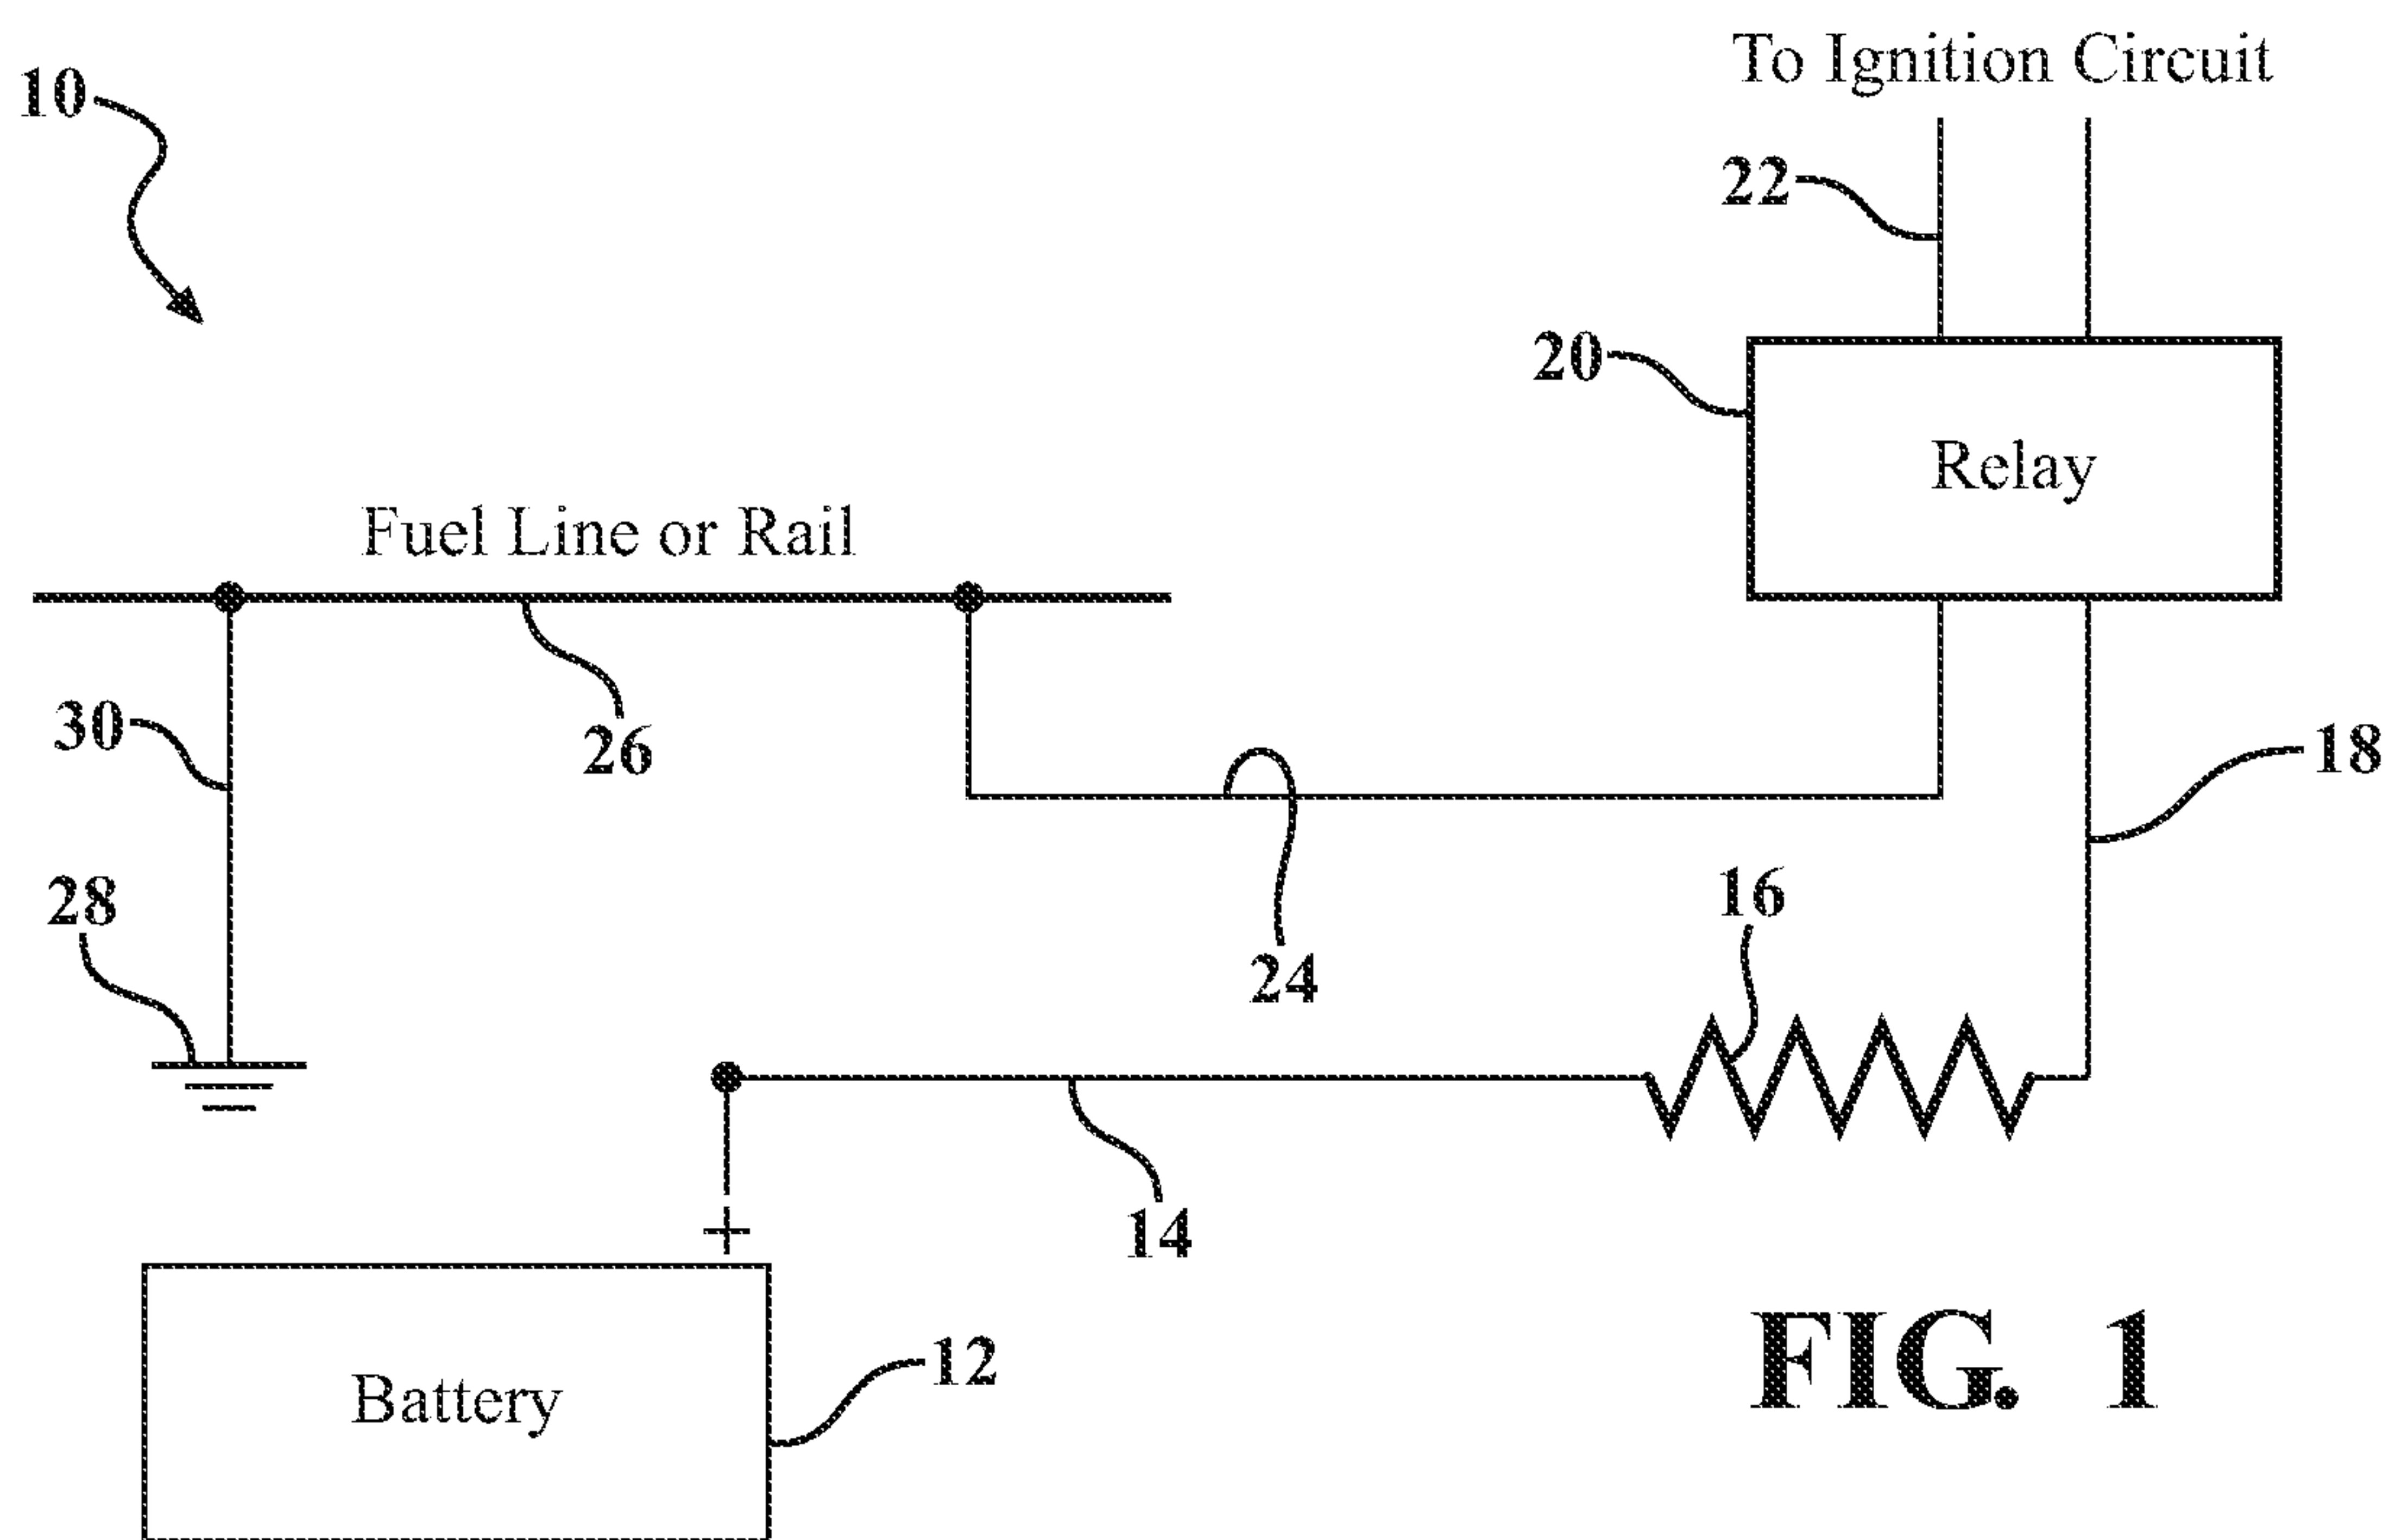 To Ignition Circuit
10
22
20
Relay
Fuel Line or Rail
30
26
18
28
16
24
+
14
12
Battery
FIG. 1